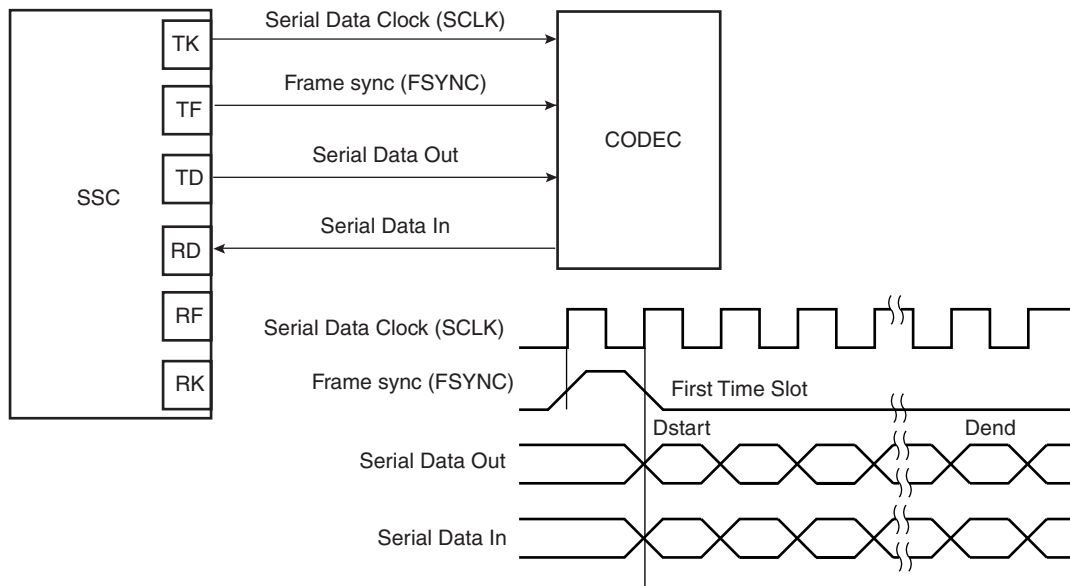 SSC
TK
TF
TD
RD
RF
RK
Serial Data Clock (SCLK)
Frame sync (FSYNC)
Serial Data Out
Serial Data In
CODEC
Serial Data Clock (SCLK)
Frame sync (FSYNC)
First Time Slot
Dstart
Dend
Serial Data Out
Serial Data In